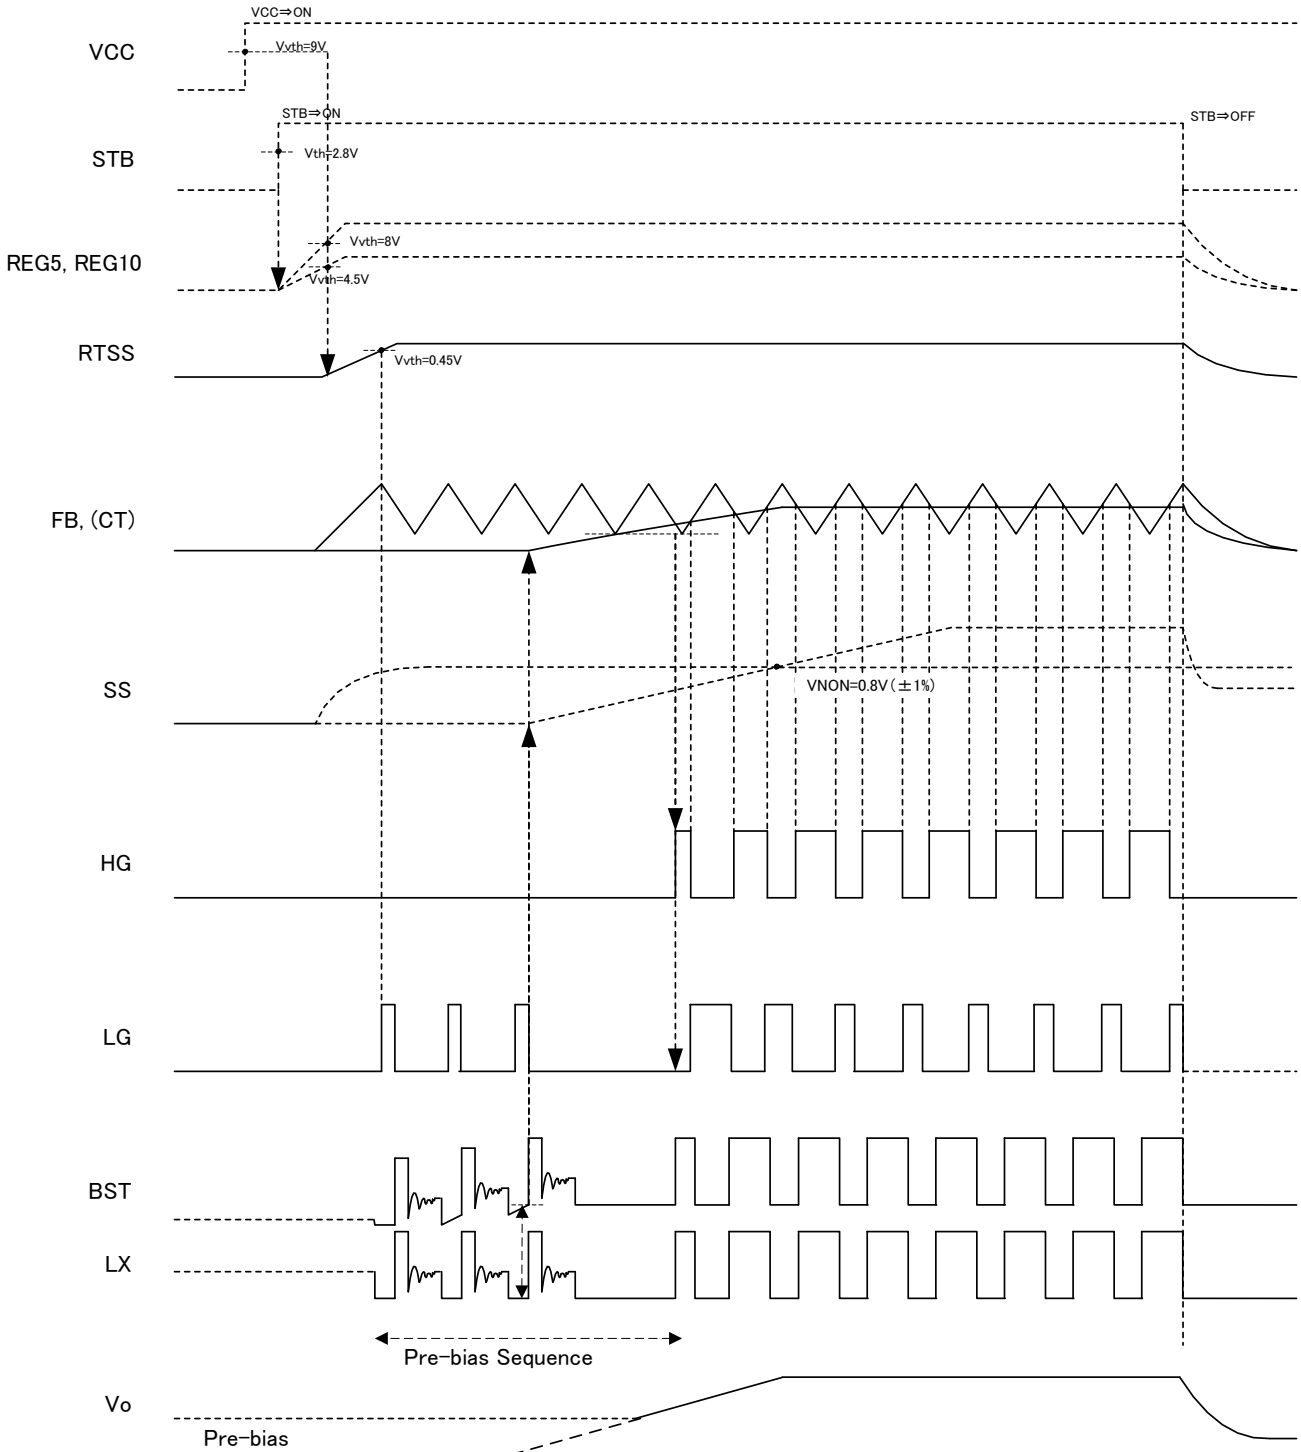 VCC⇒ON
VCC
Vvth=9V
STB⇒ON
STB⇒OFF
STB
Vth=2.8V
Vvth=8V
REG5, REG10
Vvth=4.5V
RTSS
Vvth=0.45V
FB, (CT)
SS
VNON=0.8V(±1%)
HG
LG
BST
LX
Pre-bias Sequence
Vo
Pre-bias